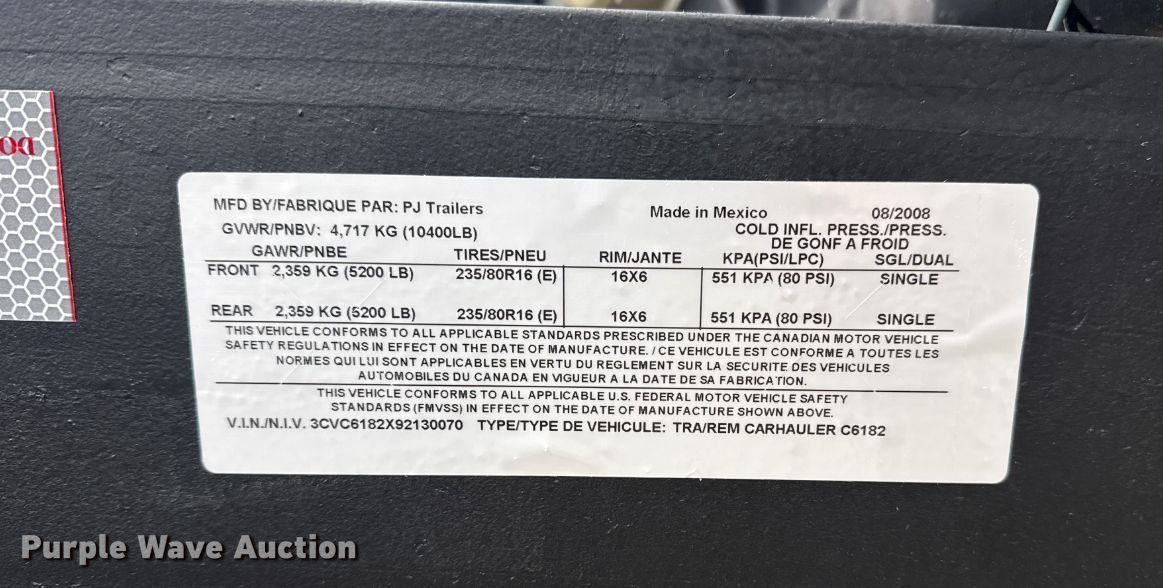 DO
MFD BY/FABRIQUE PAR: PJ Trailers Made in Mexico 08/2008
GVWR/PNBV: 4,717 KG (10400LB) COLD INFL. PRESS./PRESS.
DE GONF A FROID
GAWR/PNBE TIRES/PNEU RIM/JANTE KPA(PSI/LPC) SGL/DUAL
FRONT 2,359 KG (5200 LB) 235/80R16 (E) 16X6 551 KPA (80 PSI) SINGLE
REAR 2,359 KG (5200 LB) 235/80R16 (E) 16X6 551 KPA (80 PSI) SINGLE
THIS VEHICLE CONFORMS TO ALL APPLICABLE STANDARDS PRESCRIBED UNDER THE CANADIAN MOTOR VEHICLE
SAFETY REGULATIONS IN EFFECT ON THE DATE OF MANUFACTURE. / CE VEHICULE EST CONFORME A TOUTES LES
NORMES QUI LUI SONT APPLICABLES EN VERTU DU REGLEMENT SUR LA SECURITE DES VEHICULES
AUTOMOBILES DU CANADA EN VIGUEUR A LA DATE DE SA FABRICATION.
THIS VEHICLE CONFORMS TO ALL APPLICABLE U.S. FEDERAL MOTOR VEHICLE SAFETY
STANDARDS (FMVSS) IN EFFECT ON THE DATE OF MANUFACTURE SHOWN ABOVE.
V.I.N./N.I.V. 3CVC6182X92130070 TYPE/TYPE DE VEHICULE: TRA/REM CARHAULER C6182
Purple Wave Auction